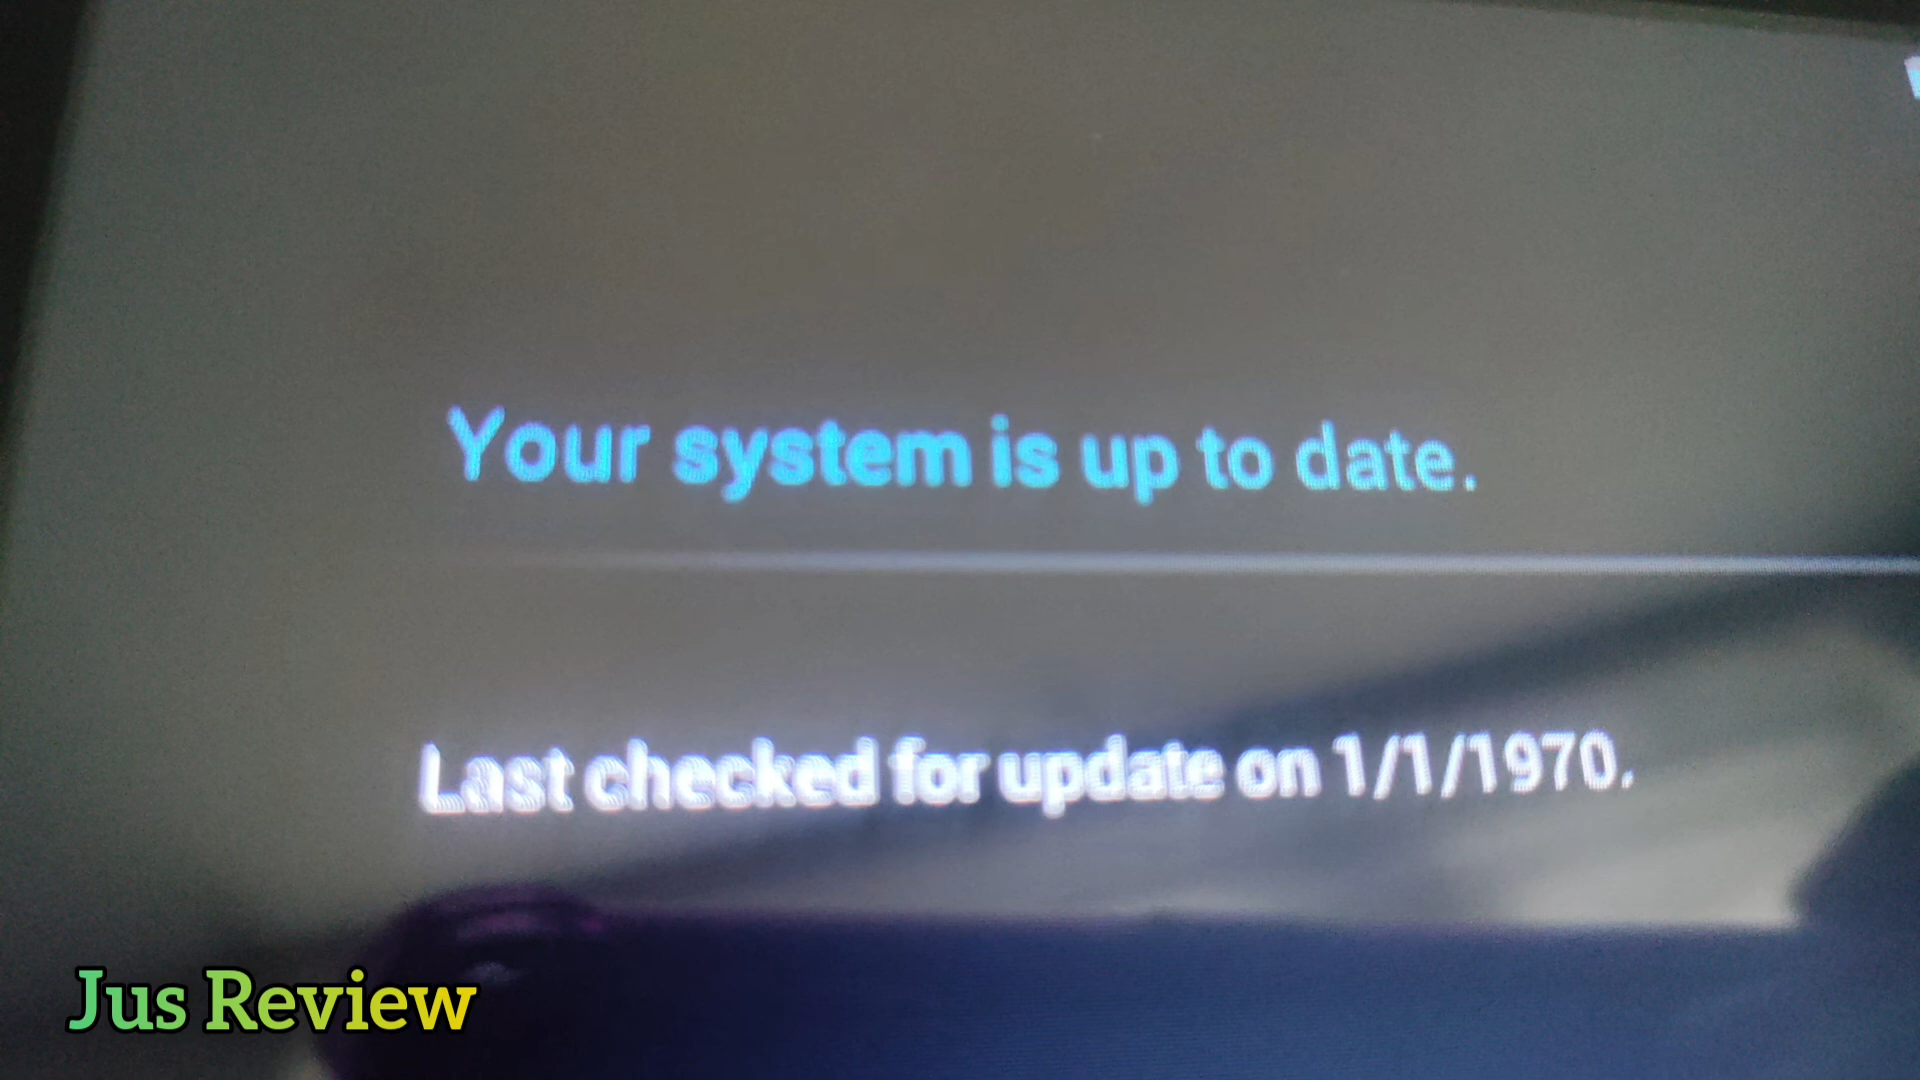 Your system is up to date.
Last checked for update on 1/1/1970.
Jus Review